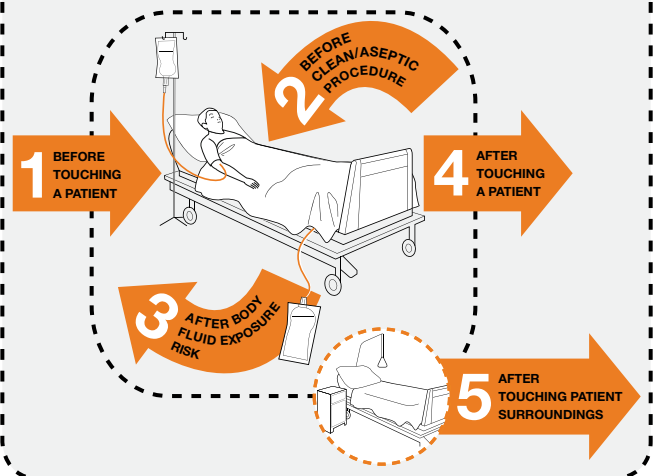 1
BEFORE
TOUCHING
A PATIENT
2
BEFORE
CLEAN/ASEPTIC
PROCEDURE
3
AFTER BODY
FLUID EXPOSURE
RISK
4
AFTER
TOUCHING
A PATIENT
5
AFTER
TOUCHING PATIENT
SURROUNDINGS